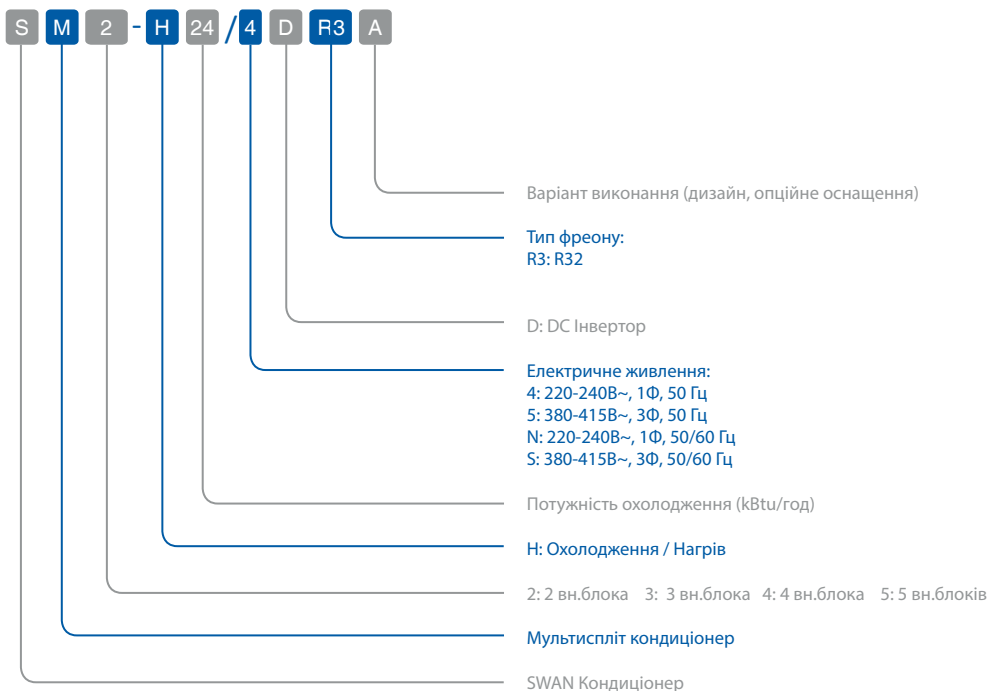 S M 2 - H 24 / 4 D R3 A
Варіант виконання (дизайн, опційне оснащення)
Тип фреону:
R3: R32
D: DC Інвертор
Електричне живлення:
4: 220-240В~, 1Ф, 50 Гц
5: 380-415В~, 3Ф, 50 Гц
N: 220-240В~, 1Ф, 50/60 Гц
S: 380-415В~, 3Ф, 50/60 Гц
Потужність охолодження (kBtu/год)
H: Охолодження / Нагрів
2: 2 вн.блока 3: 3 вн.блока 4: 4 вн.блока 5: 5 вн.блоків
Мультиспліт кондиціонер
SWAN Кондиціонер